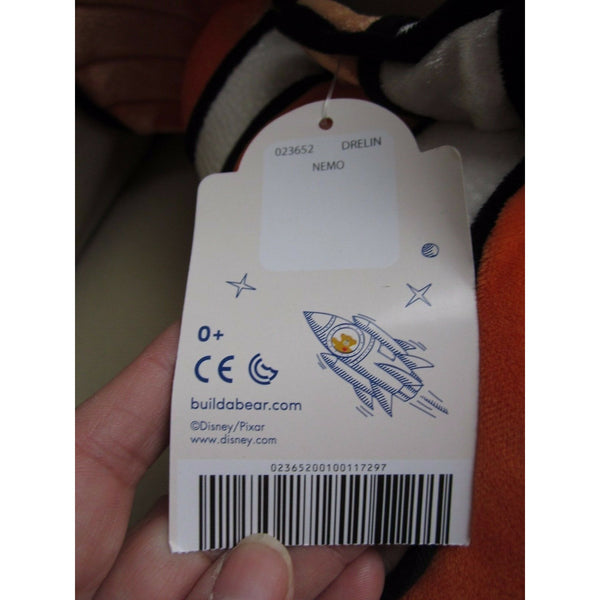 023652 DRELIN
NEMO
0+
CE
buildabear.com
©Disney/Pixar
www.disney.com
02365200100117297